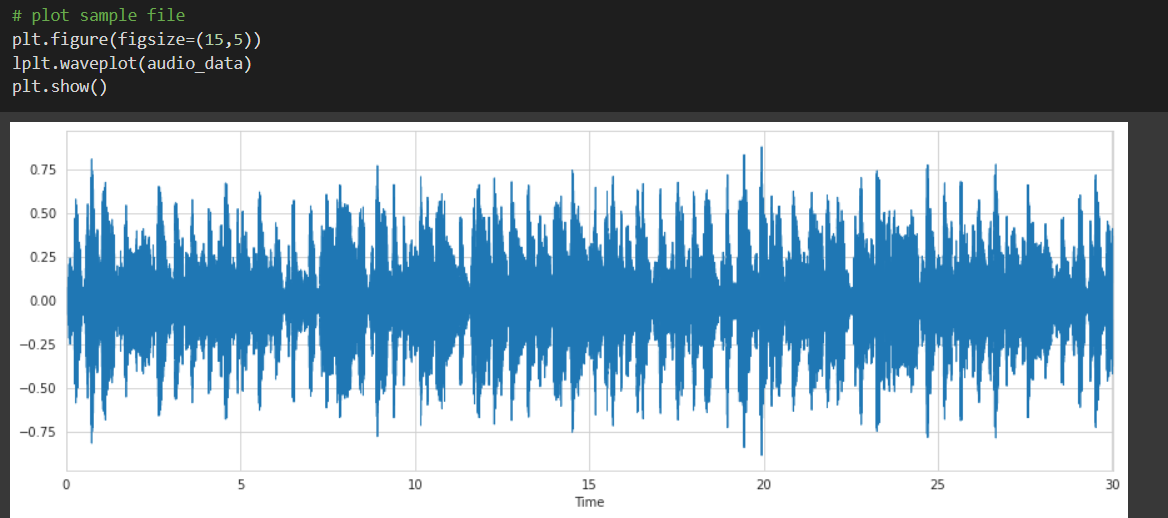 # plot sample file
plt.figure(figsize=(15,5))
lplt.waveplot(audio_data)
plt.show()
0.75
0.50
0.25
0.00
−0.25
−0.50
−0.75
0 5 10 15 20 25 30
Time